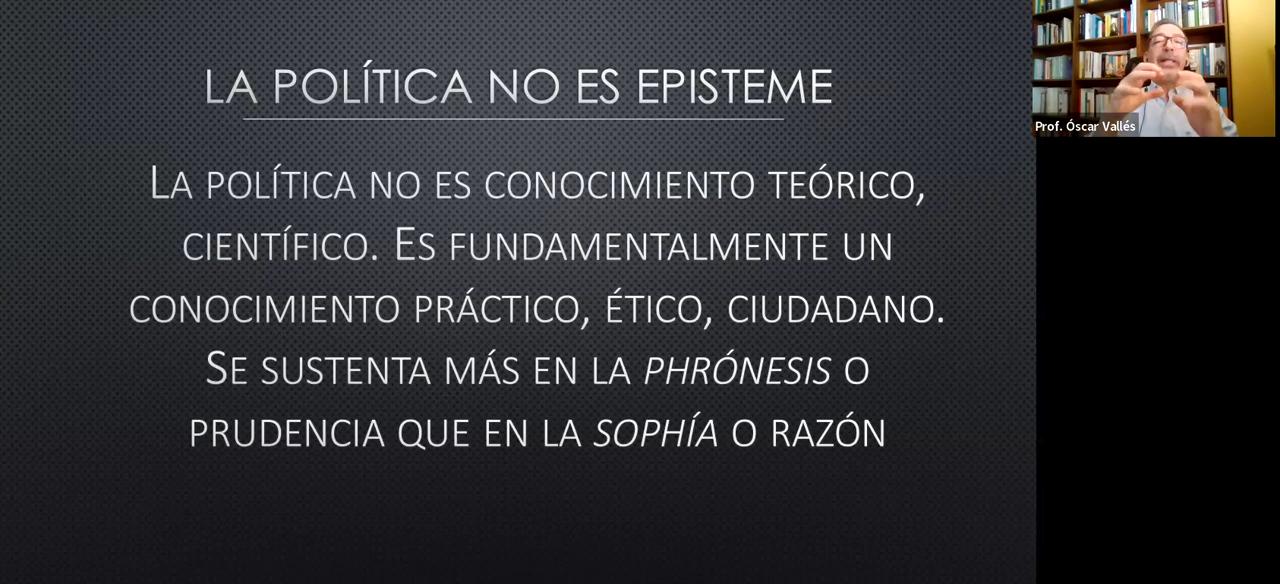 LA POLÍTICA NO ES EPISTEME
LA POLÍTICA NO ES CONOCIMIENTO TEÓRICO,
CIENTÍFICO. ES FUNDAMENTALMENTE UN
CONOCIMIENTO PRÁCTICO, ÉTICO, CIUDADANO.
SE SUSTENTA MÁS EN LA PHRÓNESIS O
PRUDENCIA QUE EN LA SOPHÍA O RAZÓN
Prof. Óscar Vallés